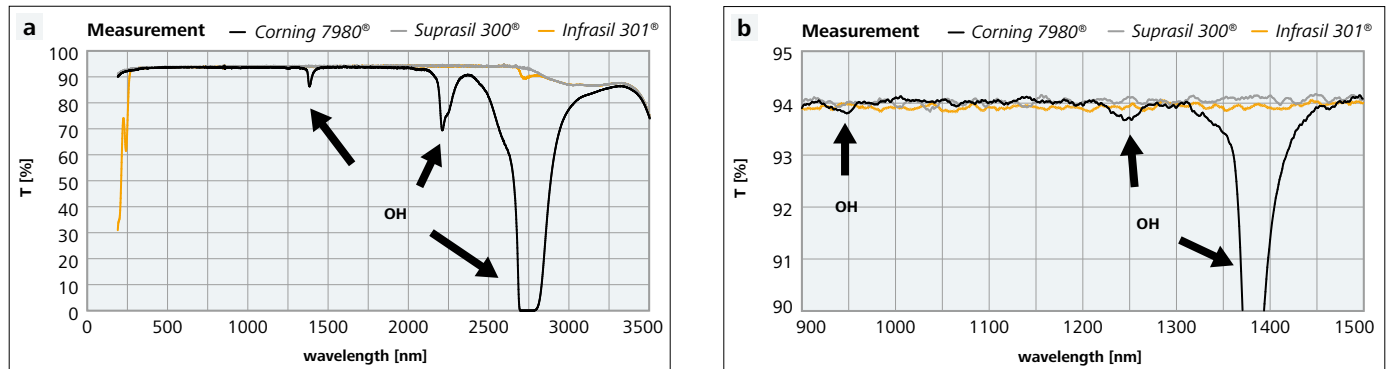 a Measurement Corning 7980® Suprasil 300® Infrasil 301®
100
90
80
70
60
50
40
30
20
10
0
T [%]
OH
0 500 1000 1500 2000 2500 3000 3500
wavelength [nm]
b Measurement Corning 7980® Suprasil 300® Infrasil 301®
95
94
93
92
91
90
T [%]
OH
OH
900 1000 1100 1200 1300 1400 1500
wavelength [nm]